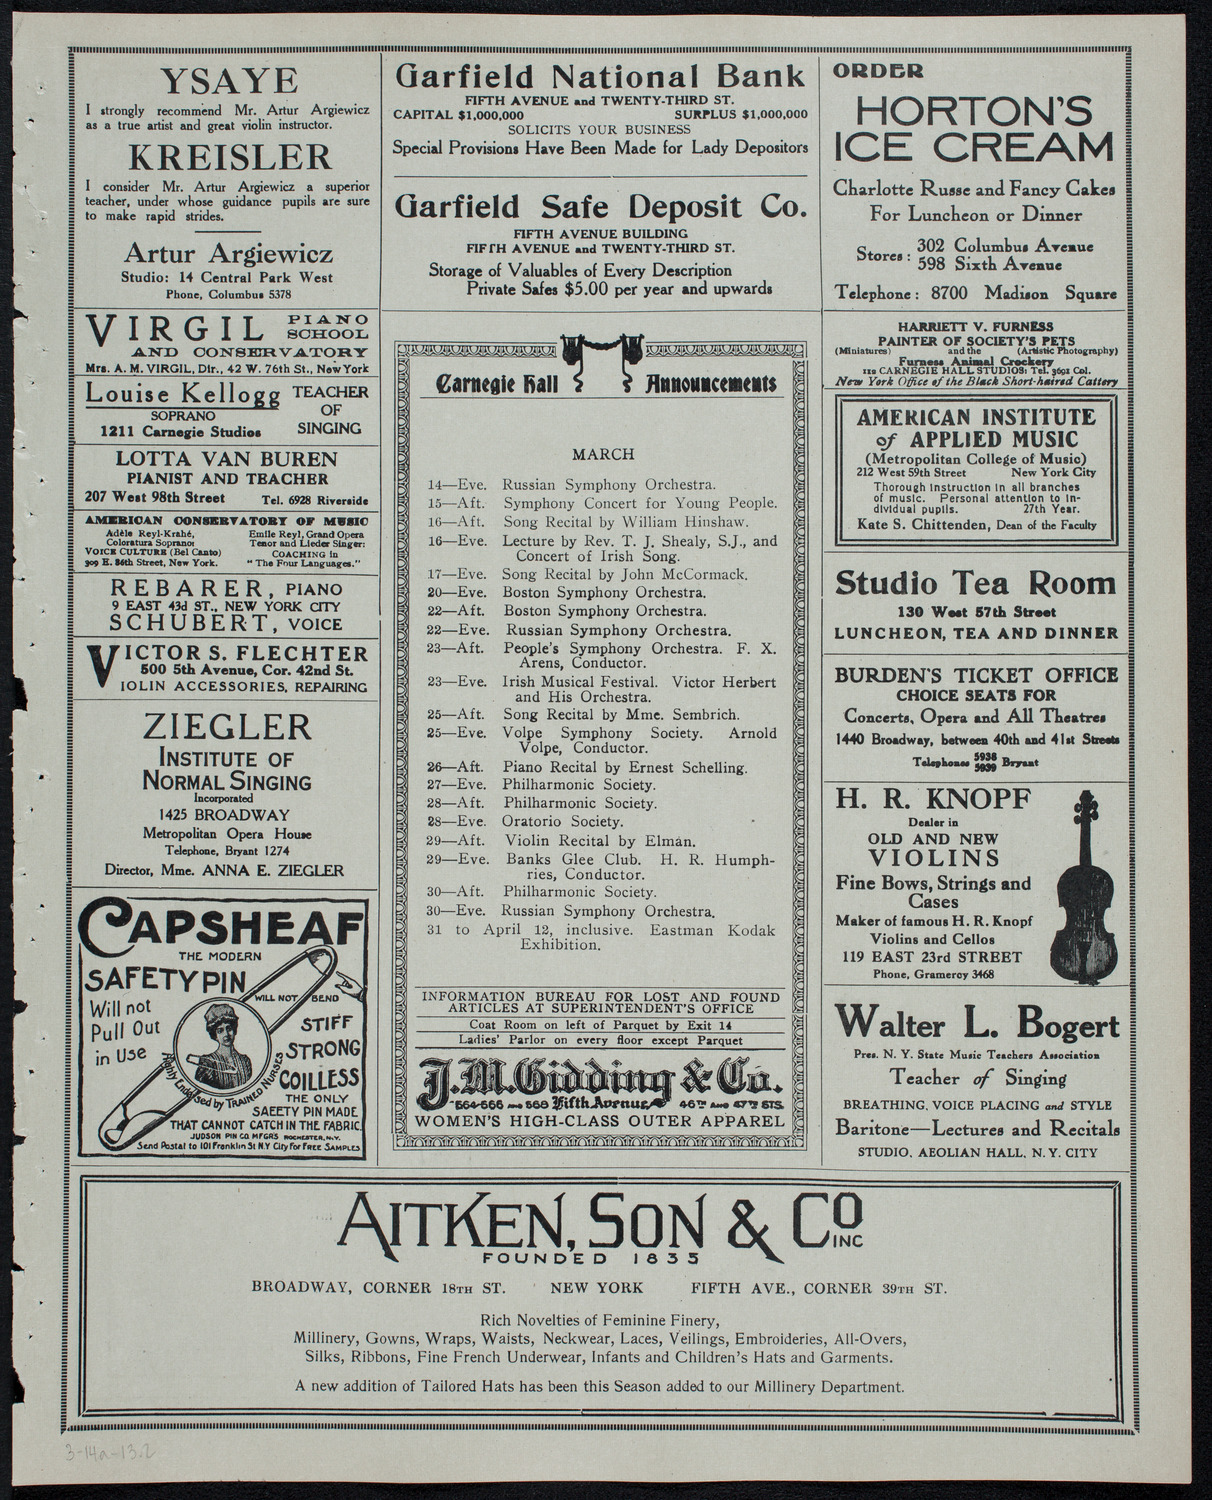 YSAYE
I strongly recommend Mr. Artur Argiewicz
as a true artist and great violin instructor.
KREISLER
I consider Mr. Artur Argiewicz a superior
teacher, under whose guidance pupils are sure
to make rapid strides.
Artur Argiewicz
Studio: 14 Central Park West
Phone, Columbus 5378
VIRGIL PIANO SCHOOL
AND CONSERVATORY
Mrs. A. M. VIRGIL, Dir., 42 W. 76th St., New York
Louise Kellogg TEACHER
SOPRANO OF
1211 Carnegie Studios SINGING
LOTTA VAN BUREN
PIANIST AND TEACHER
207 West 98th Street Tel. 6928 Riverside
AMERICAN CONSERVATORY OF MUSIC
Adèle Reyl-Krahé, Emile Reyl, Grand Opera
Coloratura Soprano: Tenor and Lieder Singer:
VOICE CULTURE (Bel Canto) COACHING in
309 E. 86th Street, New York. "The Four Languages."
REBARER, PIANO
9 EAST 43d ST., NEW YORK CITY
SCHUBERT, VOICE
VICTOR S. FLECHTER
500 5th Avenue, Cor. 42nd St.
IOLIN ACCESSORIES, REPAIRING
ZIEGLER
INSTITUTE OF
NORMAL SINGING
Incorporated
1425 BROADWAY
Metropolitan Opera House
Telephone, Bryant 1274
Director, Mme. ANNA E. ZIEGLER
CAPSHEAF
THE MODERN
SAFETY PIN
WILL NOT BEND
Will not
Pull Out
in Use
STIFF
STRONG
COILLESS
Highly Endorsed by TRAINED NURSES
THE ONLY
SAFETY PIN MADE
THAT CANNOT CATCH IN THE FABRIC.
JUDSON PIN CO. MFGRS ROCHESTER, N.Y.
Send Postal to 101 Franklin St N.Y. City for FREE SAMPLES
Garfield National Bank
FIFTH AVENUE and TWENTY-THIRD ST.
CAPITAL $1,000,000 SURPLUS $1,000,000
SOLICITS YOUR BUSINESS
Special Provisions Have Been Made for Lady Depositors
Garfield Safe Deposit Co.
FIFTH AVENUE BUILDING
FIFTH AVENUE and TWENTY-THIRD ST.
Storage of Valuables of Every Description
Private Safes $5.00 per year and upwards
Carnegie Hall Announcements
MARCH
14—Eve. Russian Symphony Orchestra.
15—Aft. Symphony Concert for Young People.
16—Aft. Song Recital by William Hinshaw.
16—Eve. Lecture by Rev. T. J. Shealy, S.J., and
Concert of Irish Song.
17—Eve. Song Recital by John McCormack.
20—Eve. Boston Symphony Orchestra.
22—Aft. Boston Symphony Orchestra.
22—Eve. Russian Symphony Orchestra.
23—Aft. People's Symphony Orchestra. F. X.
Arens, Conductor.
23—Eve. Irish Musical Festival. Victor Herbert
and His Orchestra.
25—Aft. Song Recital by Mme. Sembrich.
25—Eve. Volpe Symphony Society. Arnold
Volpe, Conductor.
26—Aft. Piano Recital by Ernest Schelling.
27—Eve. Philharmonic Society.
28—Aft. Philharmonic Society.
28—Eve. Oratorio Society.
29—Aft. Violin Recital by Elman.
29—Eve. Banks Glee Club. H. R. Humph-
ries, Conductor.
30—Aft. Philharmonic Society.
30—Eve. Russian Symphony Orchestra.
31 to April 12, inclusive. Eastman Kodak
Exhibition.
INFORMATION BUREAU FOR LOST AND FOUND
ARTICLES AT SUPERINTENDENT'S OFFICE
Coat Room on left of Parquet by Exit 14
Ladies' Parlor on every floor except Parquet
J. M. Gidding & Co.
564-566 AND 568 Fifth Avenue, 46TH AND 47TH STS.
WOMEN'S HIGH-CLASS OUTER APPAREL
ORDER
HORTON'S
ICE CREAM
Charlotte Russe and Fancy Cakes
For Luncheon or Dinner
Stores: 302 Columbus Avenue
598 Sixth Avenue
Telephone: 8700 Madison Square
HARRIETT V. FURNESS
PAINTER OF SOCIETY'S PETS
(Miniatures) and the (Artistic Photography)
Furness Animal Crockery
119 CARNEGIE HALL STUDIOS: Tel. 3691 Col.
New York Office of the Black Short-haired Cattery
AMERICAN INSTITUTE
of APPLIED MUSIC
(Metropolitan College of Music)
212 West 59th Street New York City
Thorough instruction in all branches
of music. Personal attention to in-
dividual pupils. 27th Year.
Kate S. Chittenden, Dean of the Faculty
Studio Tea Room
130 West 57th Street
LUNCHEON, TEA AND DINNER
BURDEN'S TICKET OFFICE
CHOICE SEATS FOR
Concerts, Opera and All Theatres
1440 Broadway, between 40th and 41st Streets
Telephones 5938 5939 Bryant
H. R. KNOPF
Dealer in
OLD AND NEW
VIOLINS
Fine Bows, Strings and
Cases
Maker of famous H. R. Knopf
Violins and Cellos
119 EAST 23rd STREET
Phone, Gramercy 3468
Walter L. Bogert
Pres. N. Y. State Music Teachers Association
Teacher of Singing
BREATHING, VOICE PLACING and STYLE
Baritone—Lectures and Recitals
STUDIO, AEOLIAN HALL, N. Y. CITY
AITKEN, SON & CO INC
FOUNDED 1835
BROADWAY, CORNER 18TH ST. NEW YORK FIFTH AVE., CORNER 39TH ST.
Rich Novelties of Feminine Finery,
Millinery, Gowns, Wraps, Waists, Neckwear, Laces, Veilings, Embroideries, All-Overs,
Silks, Ribbons, Fine French Underwear, Infants and Children's Hats and Garments.
A new addition of Tailored Hats has been this Season added to our Millinery Department.
3-14a-13.2